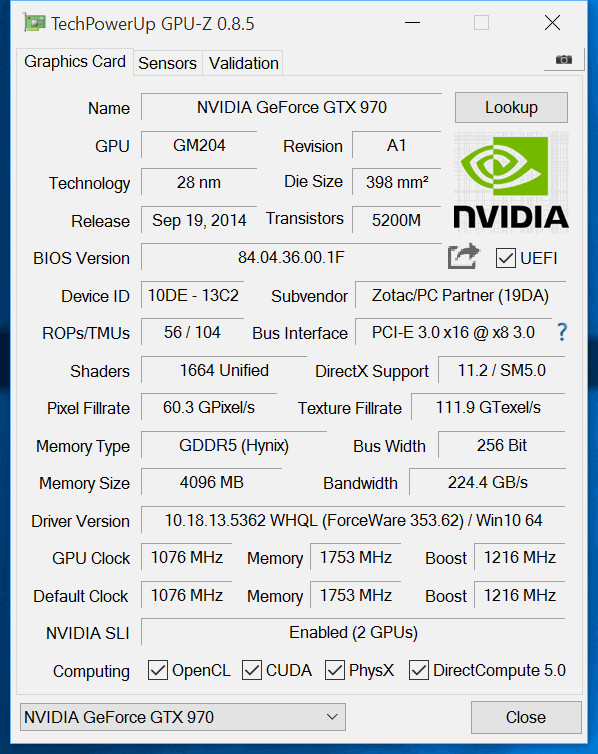 TechPowerUp GPU-Z 0.8.5
Graphics Card Sensors Validation
Name NVIDIA GeForce GTX 970 Lookup
GPU GM204 Revision A1
Technology 28 nm Die Size 398 mm²
Release Sep 19, 2014 Transistors 5200M
NVIDIA
BIOS Version 84.04.36.00.1F UEFI
Device ID 10DE - 13C2 Subvendor Zotac/PC Partner (19DA)
ROPs/TMUs 56 / 104 Bus Interface PCI-E 3.0 x16 @ x8 3.0 ?
Shaders 1664 Unified DirectX Support 11.2 / SM5.0
Pixel Fillrate 60.3 GPixel/s Texture Fillrate 111.9 GTexel/s
Memory Type GDDR5 (Hynix) Bus Width 256 Bit
Memory Size 4096 MB Bandwidth 224.4 GB/s
Driver Version 10.18.13.5362 WHQL (ForceWare 353.62) / Win10 64
GPU Clock 1076 MHz Memory 1753 MHz Boost 1216 MHz
Default Clock 1076 MHz Memory 1753 MHz Boost 1216 MHz
NVIDIA SLI Enabled (2 GPUs)
Computing OpenCL CUDA PhysX DirectCompute 5.0
NVIDIA GeForce GTX 970 Close